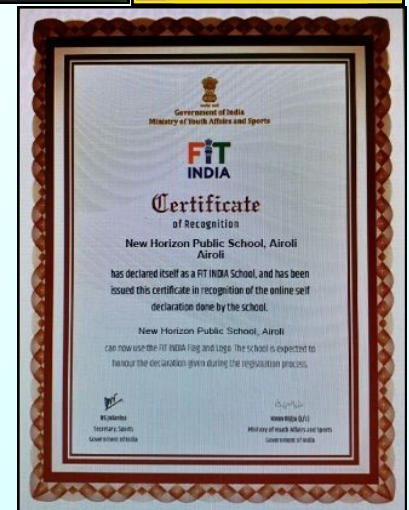 Government of India
Ministry of Youth Affairs and Sports
FIT
INDIA
Certificate
of Recognition
New Horizon Public School, Airoli
Airoli
has declared itself as a FIT INDIA School, and has been
issued this certificate in recognition of the online self
declaration done by the school.
New Horizon Public School, Airoli
can now use the FIT INDIA Flag and Logo. The school is expected to
honour the declaration given during the registration process.
Secretary, Sports
Government of India
Ministry of Youth Affairs and Sports
Government of India